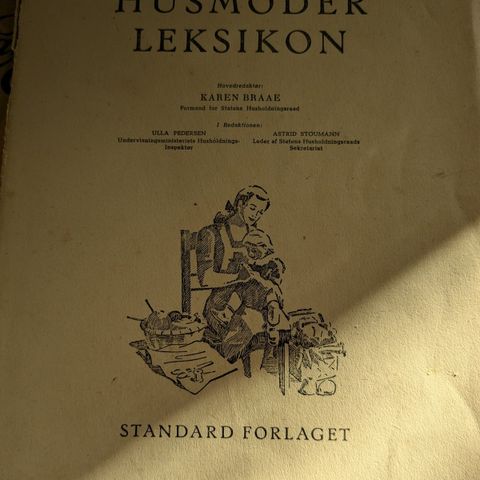 HUSMODER
LEKSIKON
Hovedredaktør:
KAREN BRAAE
Formand for Statens Husholdningsraad
I Redaktionen:
ULLA PEDERSEN
Undervisningsministeriets Husholdnings-
Inspektør
ASTRID STOUMANN
Leder af Statens Husholdningsraads
Sekretariat
STANDARD FORLAGET